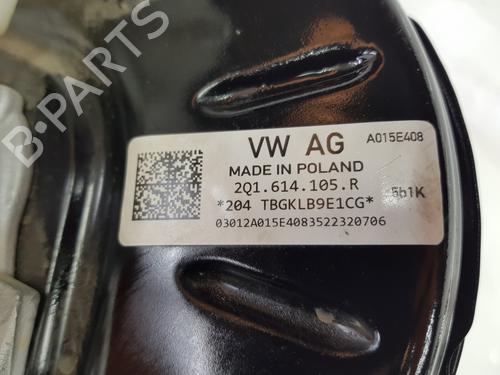 VW AG
A015E408
MADE IN POLAND
2Q1.614.105.R
5b1K
*204 TBGKLB9E1CG*
03012A015E4083522320706
B-Parts